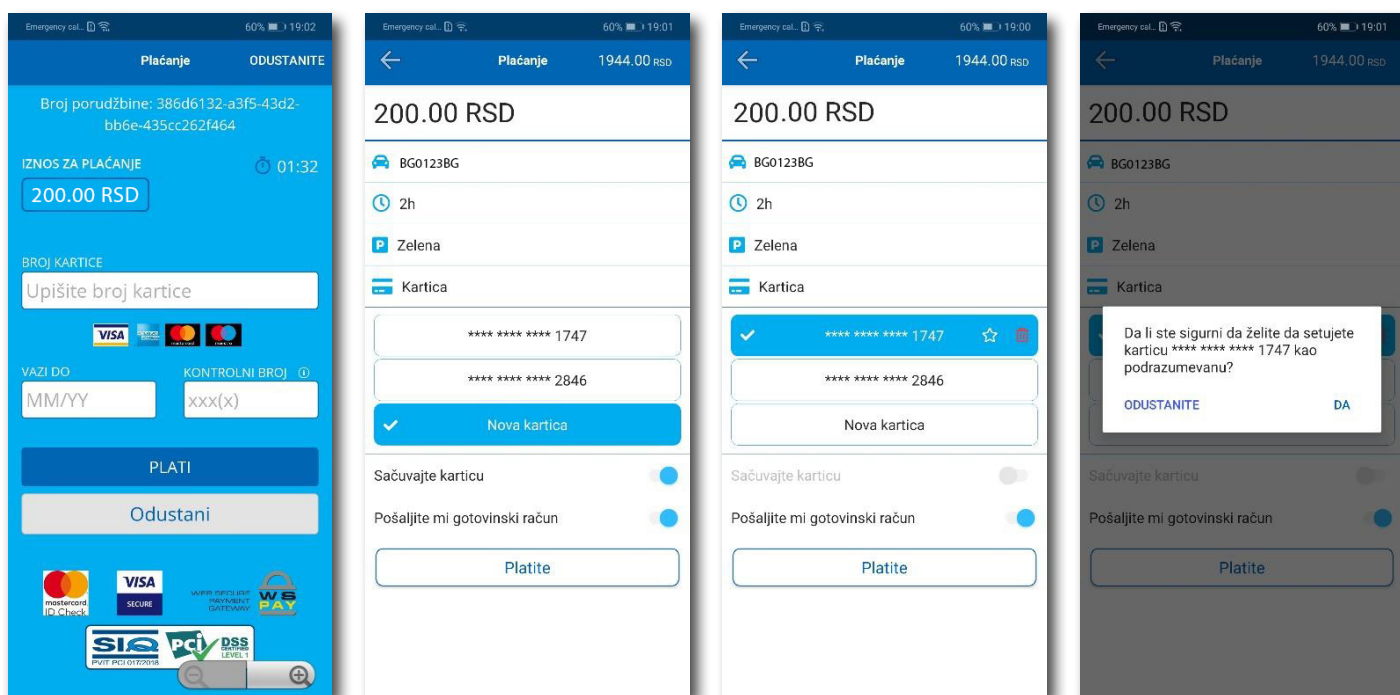 Emergency cal...
60%
19:02
Plaćanje
ODUSTANITE
Broj porudžbine: 386d6132-a3f5-43d2-
bb6e-435cc262f464
IZNOS ZA PLAĆANJE
01:32
200.00 RSD
BROJ KARTICE
Upišite broj kartice
VISA
mastercard
VAZI DO
KONTROLNI BROJ
MM/YY
xxx(x)
PLATI
Odustani
mastercard
ID Check
VISA
SECURE
WEB SECURE
PAYMENT
GATEWAY
WS
PAY
SIQ
PVIT PCI 017/2018
PCI
DSS
CERTIFIED
LEVEL 1
Emergency cal...
60%
19:01
Plaćanje
1944.00 RSD
200.00 RSD
BG0123BG
2h
P Zelena
Kartica
**** **** **** 1747
**** **** **** 2846
Nova kartica
Sačuvajte karticu
Pošaljite mi gotovinski račun
Platite
Emergency cal...
60%
19:00
Plaćanje
1944.00 RSD
200.00 RSD
BG0123BG
2h
P Zelena
Kartica
**** **** **** 1747
**** **** **** 2846
Nova kartica
Sačuvajte karticu
Pošaljite mi gotovinski račun
Platite
Emergency cal...
60%
19:01
Plaćanje
1944.00 RSD
200.00 RSD
BG0123BG
2h
P Zelena
Kartica
Da li ste sigurni da želite da setujete
karticu **** **** **** 1747 kao
podrazumevanu?
ODUSTANITE
DA
Sačuvajte karticu
Pošaljite mi gotovinski račun
Platite